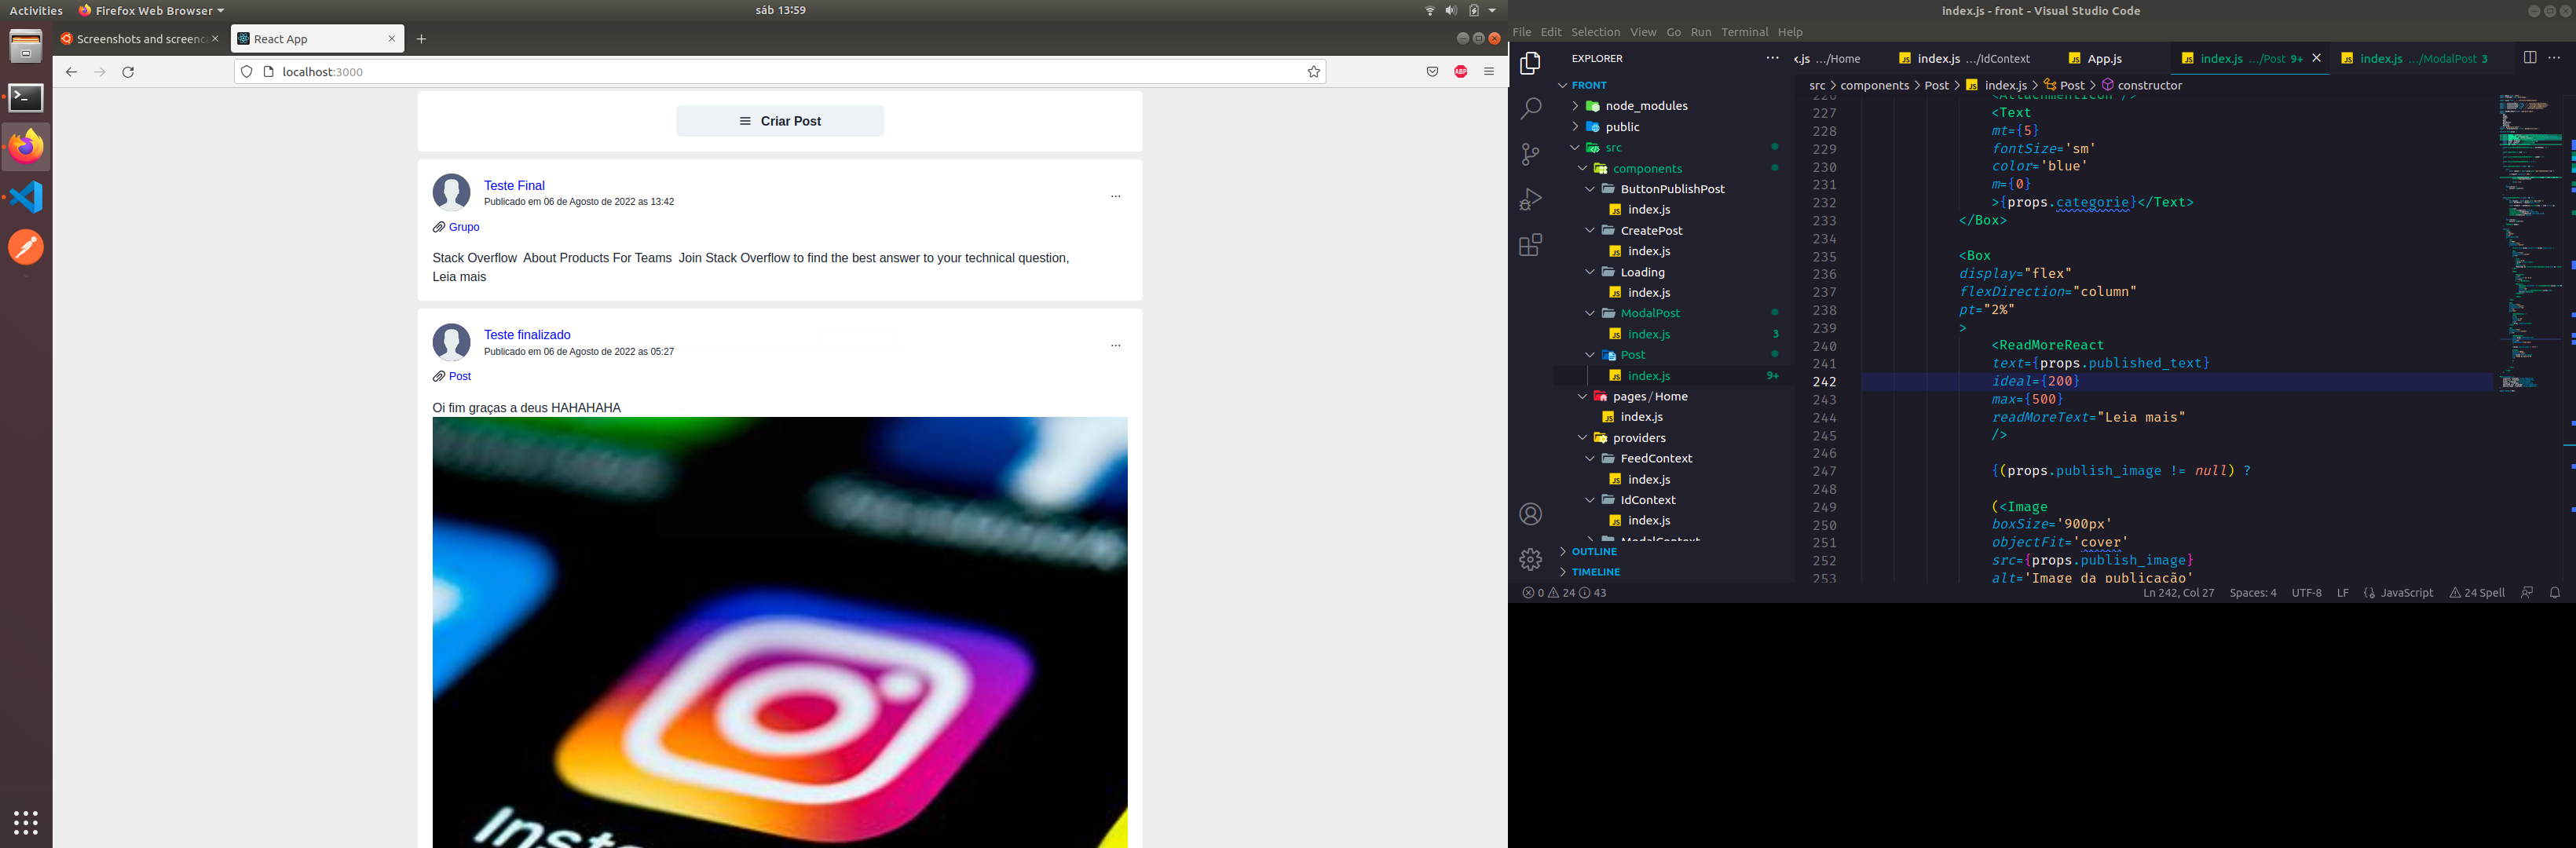 Activities
Firefox Web Browser
sáb 13:59
Screenshots and screenca
React App
localhost:3000
ABP
Criar Post
Teste Final
Publicado em 06 de Agosto de 2022 as 13:42
...
Grupo
Stack Overflow  About Products For Teams  Join Stack Overflow to find the best answer to your technical question,
Leia mais
Teste finalizado
Publicado em 06 de Agosto de 2022 as 05:27
...
Post
Oi fim graças a deus HAHAHAHA
Insta
index.js - front - Visual Studio Code
File Edit Selection View Go Run Terminal Help
EXPLORER
FRONT
node_modules
public
src
components
ButtonPublishPost
index.js
CreatePost
index.js
Loading
index.js
ModalPost
index.js 3
Post
index.js 9+
pages/Home
index.js
providers
FeedContext
index.js
IdContext
index.js
ModalContext
OUTLINE
TIMELINE
.js .../Home
index.js .../IdContext
App.js
index.js .../Post 9+
index.js .../ModalPost 3
src > components > Post > index.js > Post > constructor
226 <AttachmentIcon />
227 <Text
228 mt={5}
229 fontSize='sm'
230 color='blue'
231 m={0}
232 >{props.categorie}</Text>
233 </Box>
234
235 <Box
236 display="flex"
237 flexDirection="column"
238 pt="2%"
239 >
240 <ReadMoreReact
241 text={props.published_text}
242 ideal={200}
243 max={500}
244 readMoreText="Leia mais"
245 />
246
247 {(props.publish_image != null) ?
248
249 (<Image
250 boxSize='900px'
251 objectFit='cover'
252 src={props.publish_image}
253 alt='Image da publicação'
0 24 43
Ln 242, Col 27 Spaces: 4 UTF-8 LF JavaScript 24 Spell